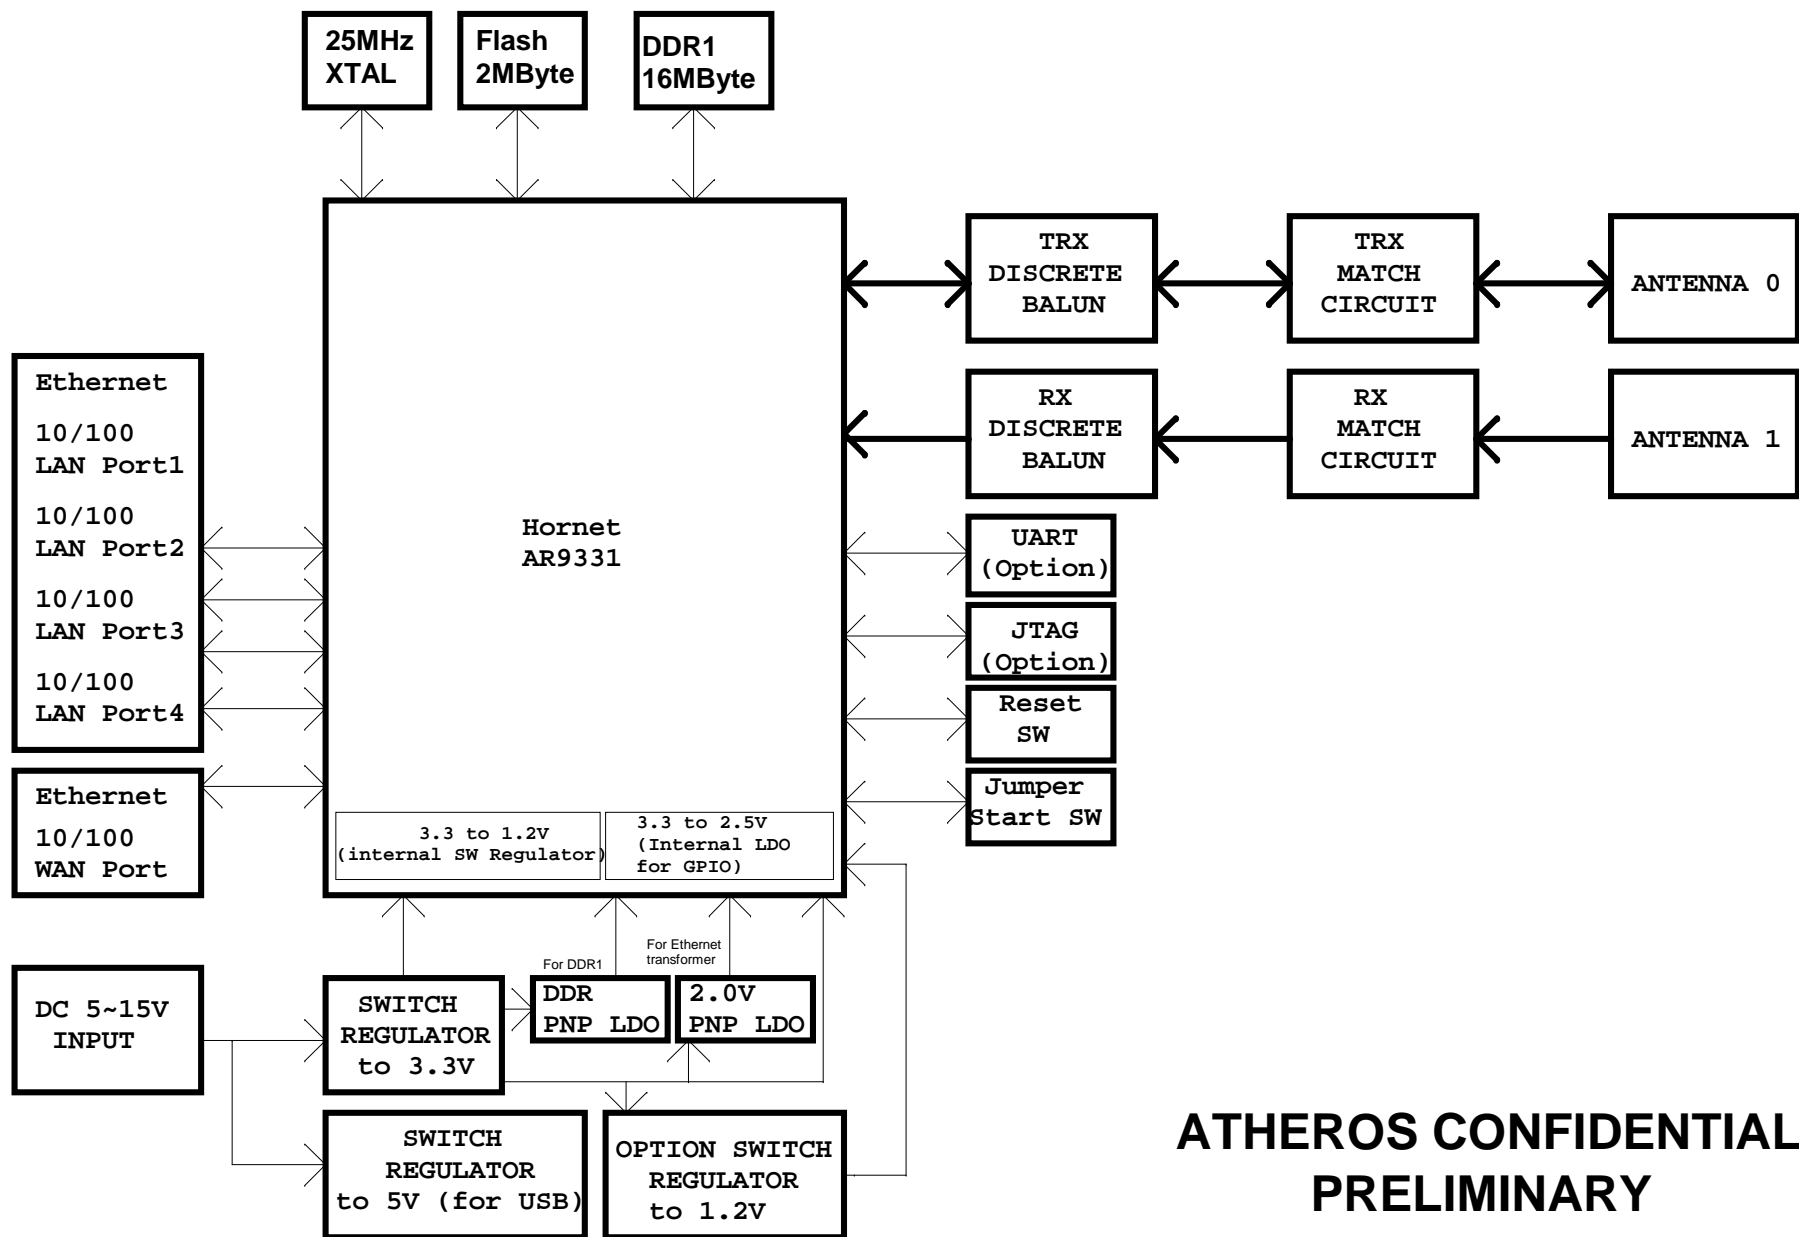 25MHz
XTAL
Flash
2MByte
DDR1
16MByte
TRX
DISCRETE
BALUN
TRX
MATCH
CIRCUIT
ANTENNA 0
RX
DISCRETE
BALUN
RX
MATCH
CIRCUIT
ANTENNA 1
Ethernet
10/100
LAN Port1
10/100
LAN Port2
10/100
LAN Port3
10/100
LAN Port4
Hornet
AR9331
UART
(Option)
JTAG
(Option)
Reset
SW
Jumper
Start SW
Ethernet
10/100
WAN Port
3.3 to 1.2V
(internal SW Regulator)
3.3 to 2.5V
(Internal LDO
for GPIO)
For DDR1
For Ethernet
transformer
DC 5~15V
INPUT
SWITCH
REGULATOR
to 3.3V
DDR
PNP LDO
2.0V
PNP LDO
SWITCH
REGULATOR
to 5V (for USB)
OPTION SWITCH
REGULATOR
to 1.2V
ATHEROS CONFIDENTIAL
PRELIMINARY